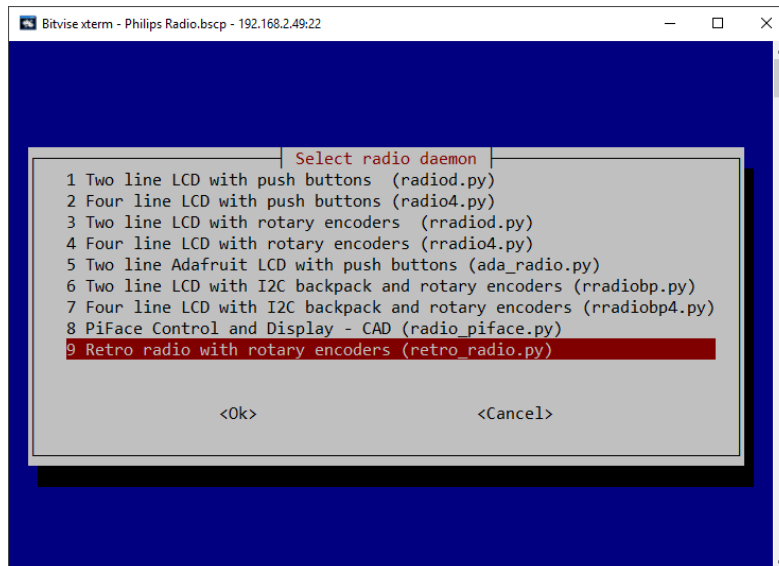 Bitvise xterm - Philips Radio.bscp - 192.168.2.49:22
Select radio daemon
1 Two line LCD with push buttons  (radiod.py)
2 Four line LCD with push buttons (radio4.py)
3 Two line LCD with rotary encoders  (rradiod.py)
4 Four line LCD with rotary encoders (rradio4.py)
5 Two line Adafruit LCD with push buttons (ada_radio.py)
6 Two line LCD with I2C backpack and rotary encoders (rradiobp.py)
7 Four line LCD with I2C backpack and rotary encoders (rradiobp4.py)
8 PiFace Control and Display - CAD (radio_piface.py)
9 Retro radio with rotary encoders (retro_radio.py)
<Ok> <Cancel>